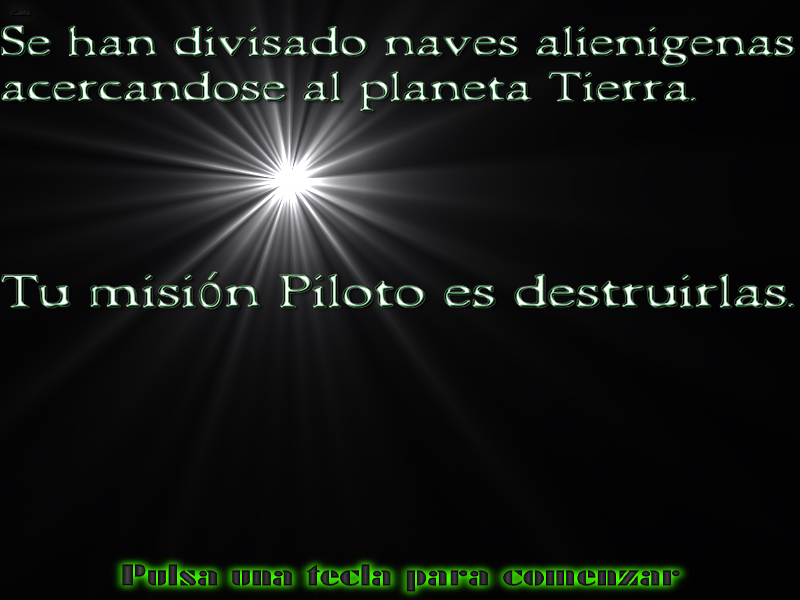 Se han divisado naves alienigenas
acercandose al planeta Tierra.
Tu misión Piloto es destruirlas.
Pulsa una tecla para comenzar